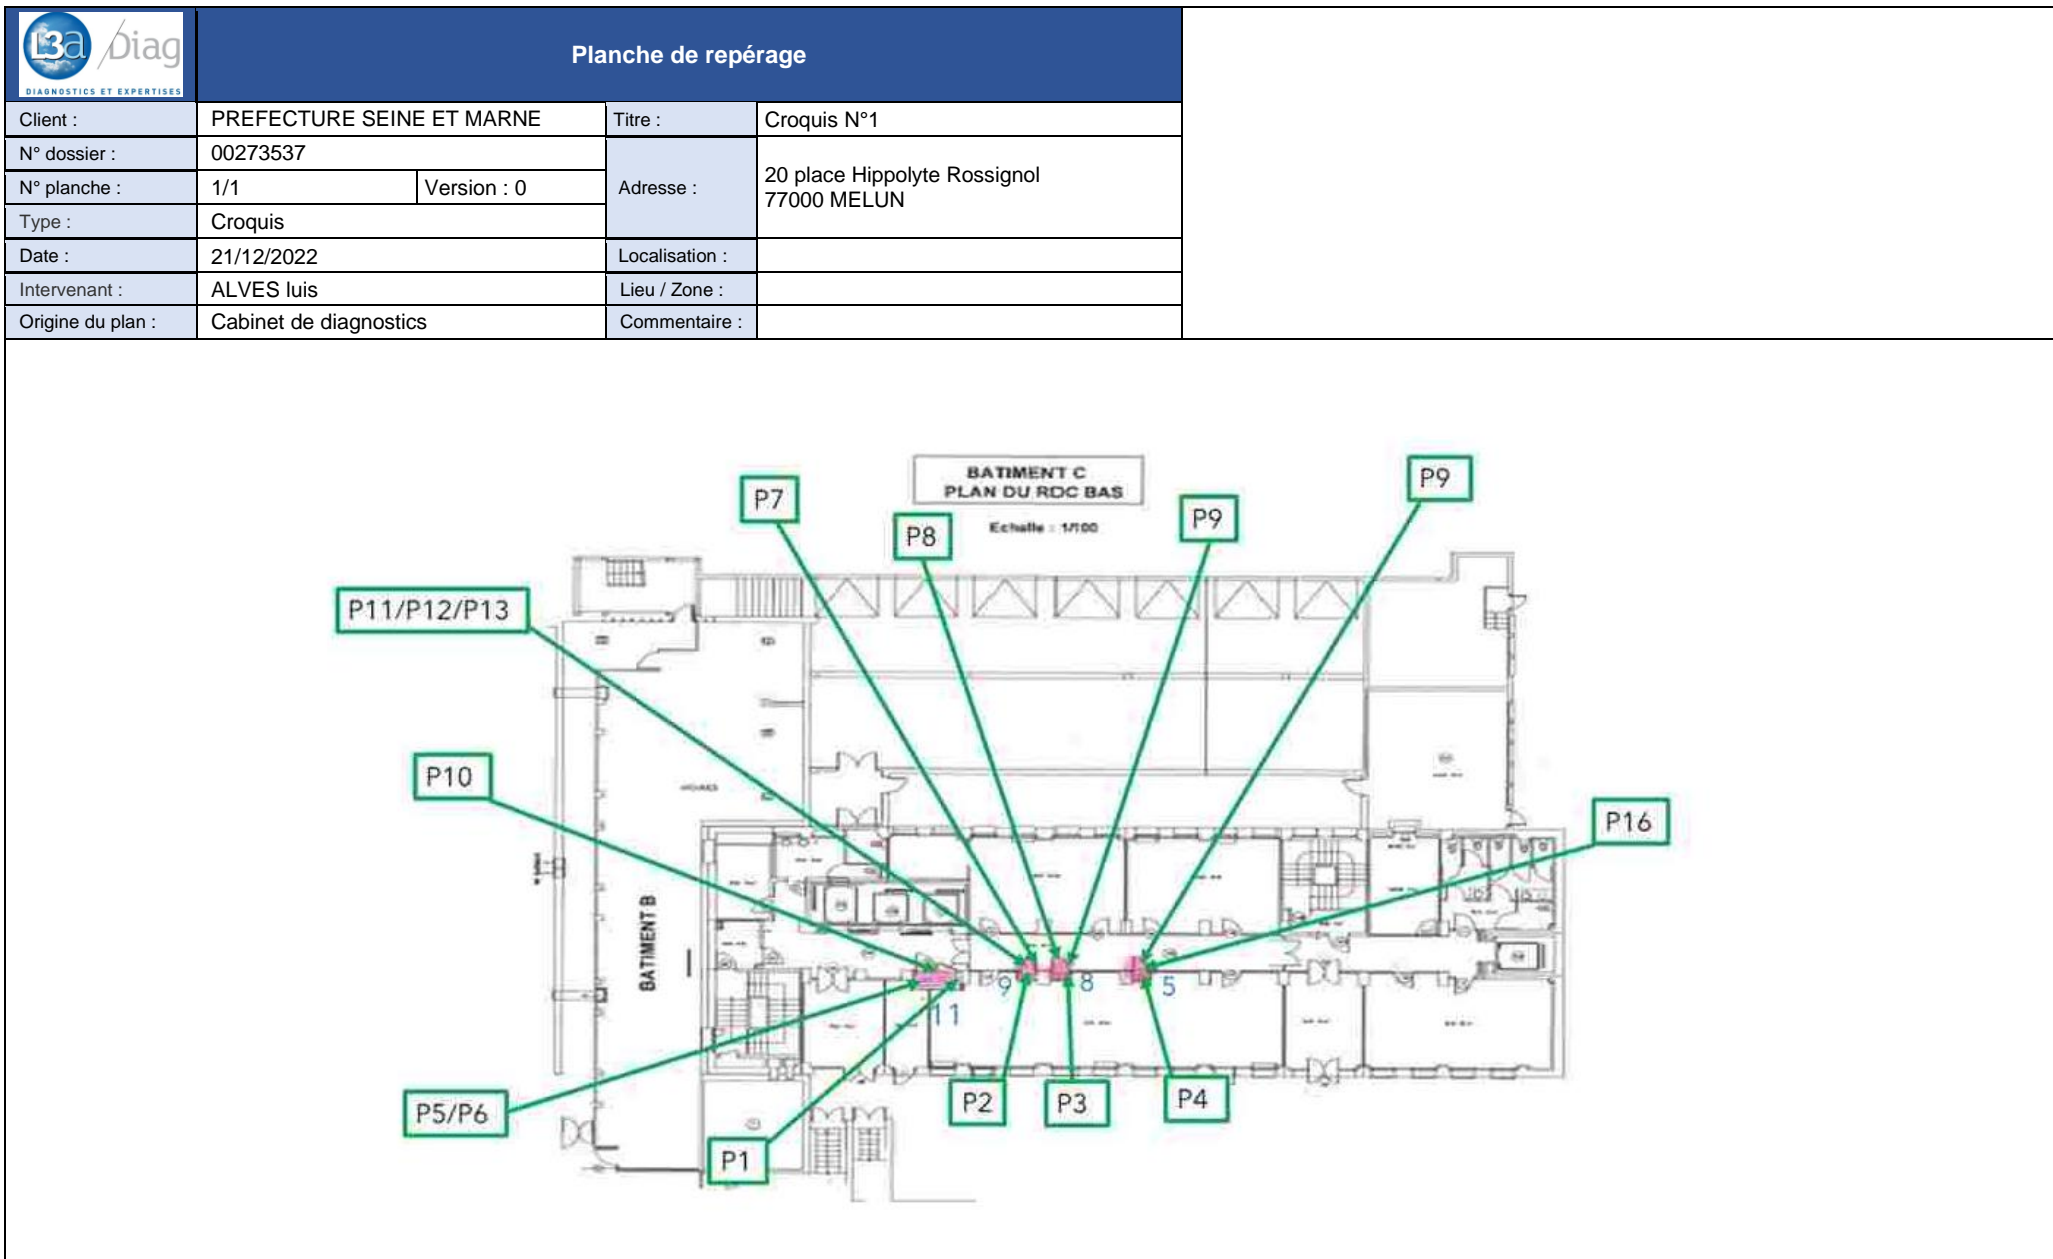 L3a Diag
DIAGNOSTICS ET EXPERTISES
Planche de repérage
Client : PREFECTURE SEINE ET MARNE Titre : Croquis N°1
N° dossier : 00273537
N° planche : 1/1 Version : 0 Adresse : 20 place Hippolyte Rossignol
77000 MELUN
Type : Croquis
Date : 21/12/2022 Localisation :
Intervenant : ALVES luis Lieu / Zone :
Origine du plan : Cabinet de diagnostics Commentaire :
BATIMENT C
PLAN DU RDC BAS
Echelle : 1/100
P7
P8
P9
P9
P11/P12/P13
P10
P16
BATIMENT B
9
8
5
11
P5/P6
P1
P2
P3
P4